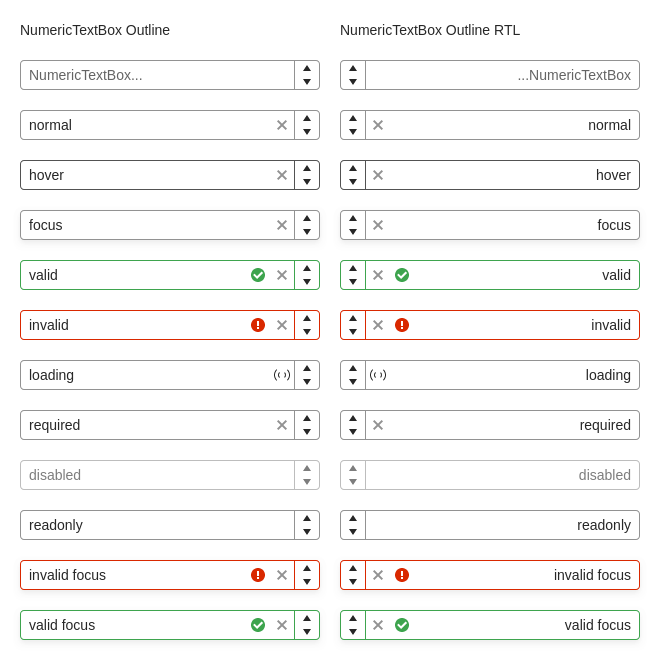 NumericTextBox Outline
NumericTextBox Outline RTL
NumericTextBox...
...NumericTextBox
normal
normal
hover
hover
focus
focus
valid
valid
invalid
invalid
loading
loading
required
required
disabled
disabled
readonly
readonly
invalid focus
invalid focus
valid focus
valid focus